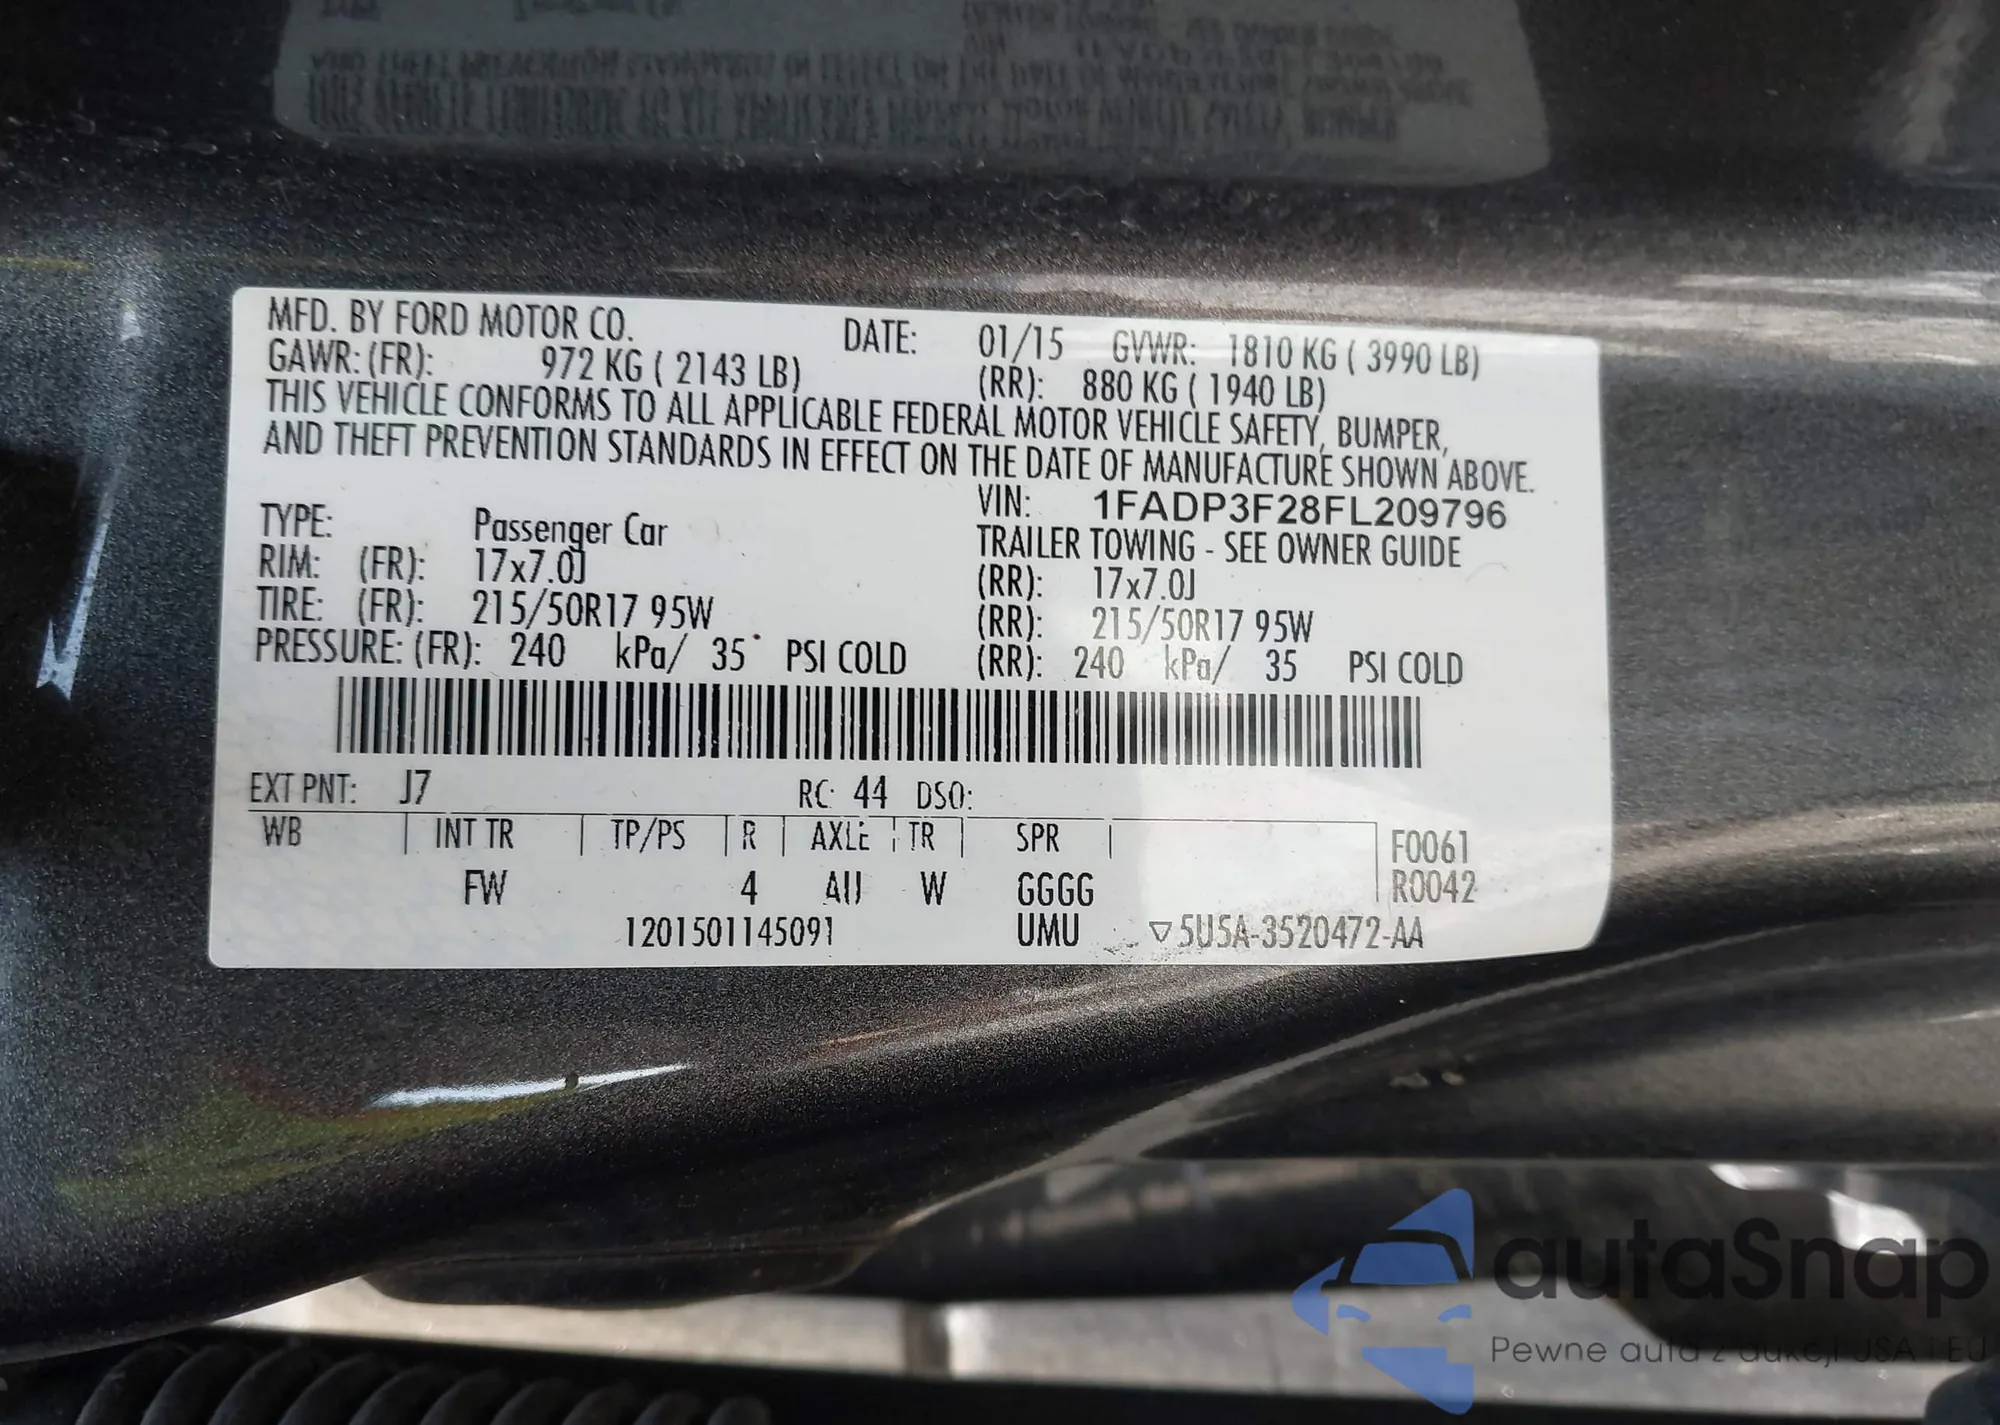 MFD. BY FORD MOTOR CO. DATE: 01/15 GVWR: 1810 KG ( 3990 LB)
GAWR: (FR): 972 KG ( 2143 LB) (RR): 880 KG ( 1940 LB)
THIS VEHICLE CONFORMS TO ALL APPLICABLE FEDERAL MOTOR VEHICLE SAFETY, BUMPER,
AND THEFT PREVENTION STANDARDS IN EFFECT ON THE DATE OF MANUFACTURE SHOWN ABOVE.
VIN: 1FADP3F28FL209796
TYPE: Passenger Car TRAILER TOWING - SEE OWNER GUIDE
RIM: (FR): 17x7.0J (RR): 17x7.0J
TIRE: (FR): 215/50R17 95W (RR): 215/50R17 95W
PRESSURE: (FR): 240 kPa/ 35 PSI COLD (RR): 240 kPa/ 35 PSI COLD
EXT PNT: J7 RC: 44 DSO:
WB INT TR TP/PS R AXLE TR SPR F0061
FW 4 AU W GGGG R0042
1201501145091 UMU ▽5U5A-3520472-AA
autaSnap
Pewne auta z aukcji USA i EU